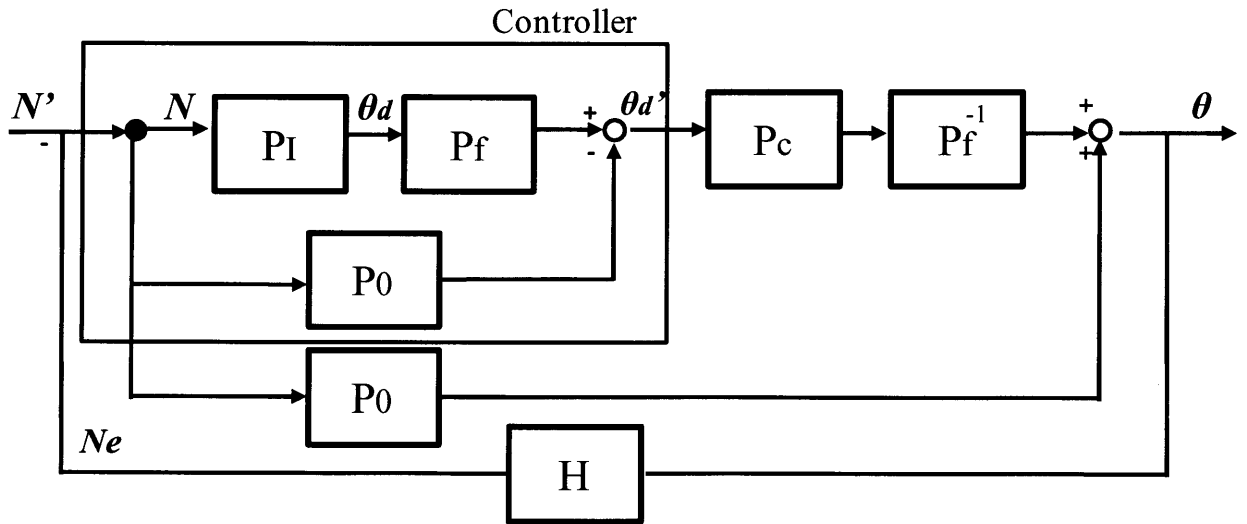 Controller
N’ N PI θd Pf + θd’ Pc Pf -1 + θ
- - +
P0
P0
Ne
H